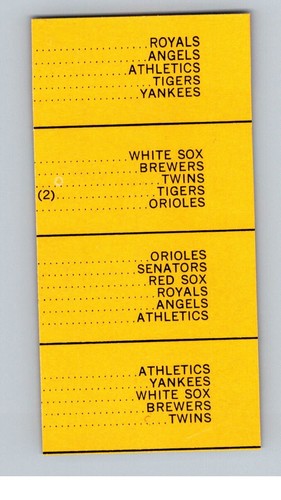 ROYALS
ANGELS
ATHLETICS
TIGERS
YANKEES
WHITE SOX
BREWERS
TWINS
(2) TIGERS
ORIOLES
ORIOLES
SENATORS
RED SOX
ROYALS
ANGELS
ATHLETICS
ATHLETICS
YANKEES
WHITE SOX
BREWERS
TWINS